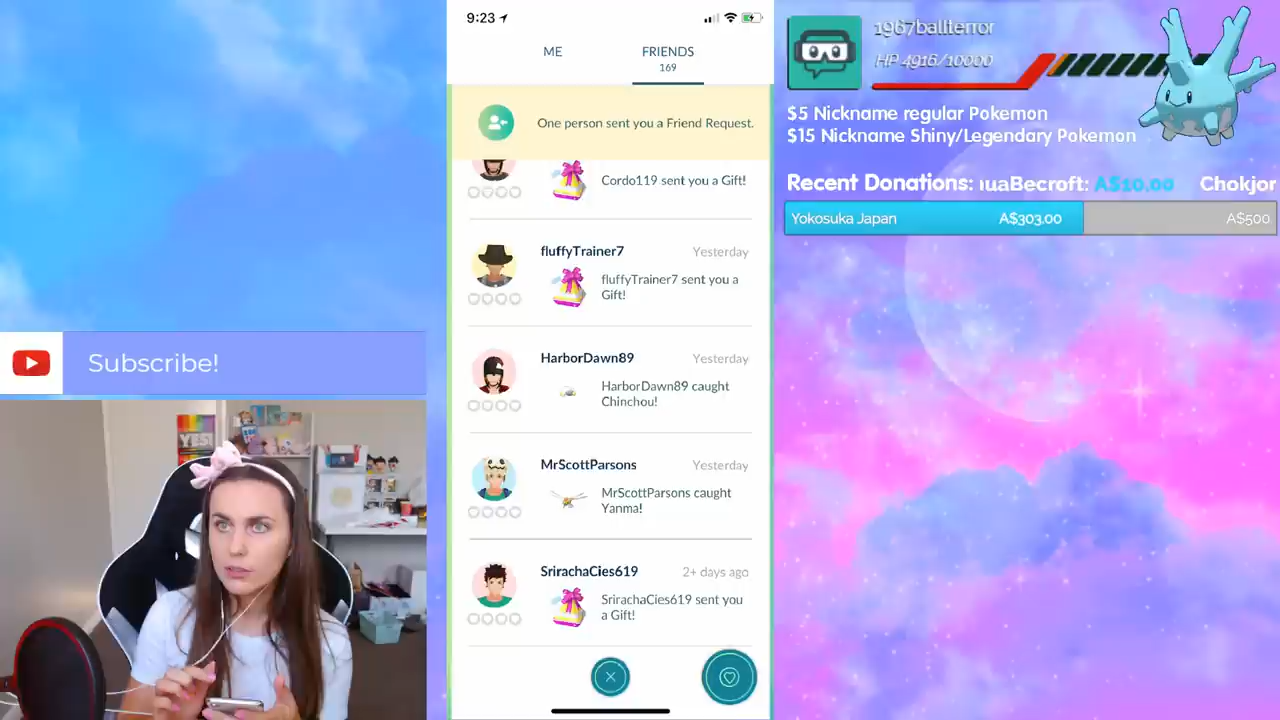 9:23
ME
FRIENDS
169
One person sent you a Friend Request.
Cordo119 sent you a Gift!
fluffyTrainer7
Yesterday
fluffyTrainer7 sent you a
Gift!
HarborDawn89
Yesterday
HarborDawn89 caught
Chinchou!
MrScottParsons
Yesterday
MrScottParsons caught
Yanma!
SrirachaCies619
2+ days ago
SrirachaCies619 sent you
a Gift!
Subscribe!
YES!
1967ballterror
HP 4916/10000
$5 Nickname regular Pokemon
$15 Nickname Shiny/Legendary Pokemon
Recent Donations: uaBecroft: A$10.00 Chokjor
Yokosuka Japan
A$303.00
A$500